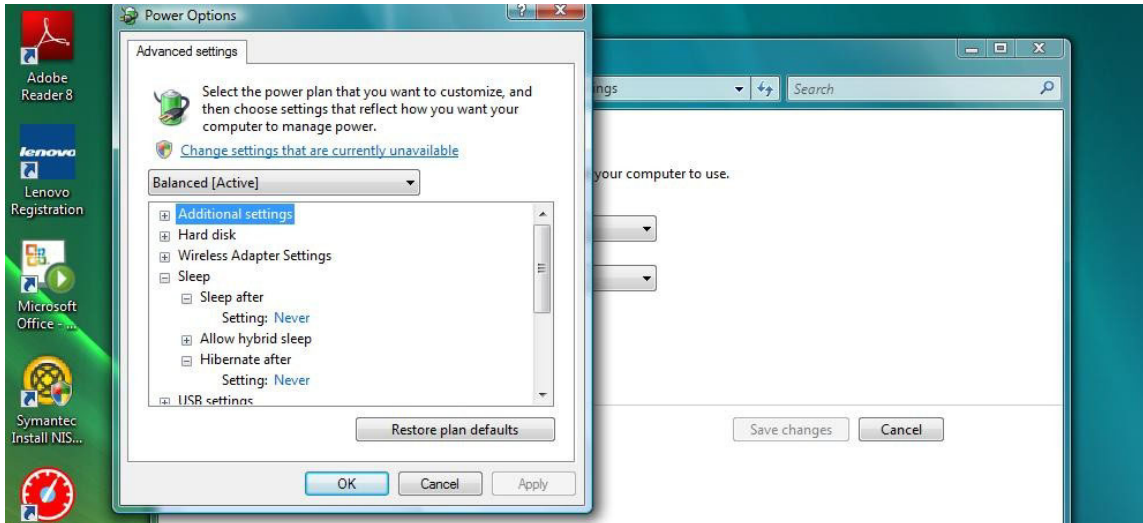 Adobe
Reader 8
lenovo
Lenovo
Registration
Microsoft
Office - ...
Symantec
Install NIS...
Power Options
Advanced settings
Select the power plan that you want to customize, and
then choose settings that reflect how you want your
computer to manage power.
Change settings that are currently unavailable
Balanced [Active]
Additional settings
Hard disk
Wireless Adapter Settings
Sleep
Sleep after
Setting: Never
Allow hybrid sleep
Hibernate after
Setting: Never
USB settings
Restore plan defaults
OK Cancel Apply
ngs
Search
your computer to use.
Save changes Cancel